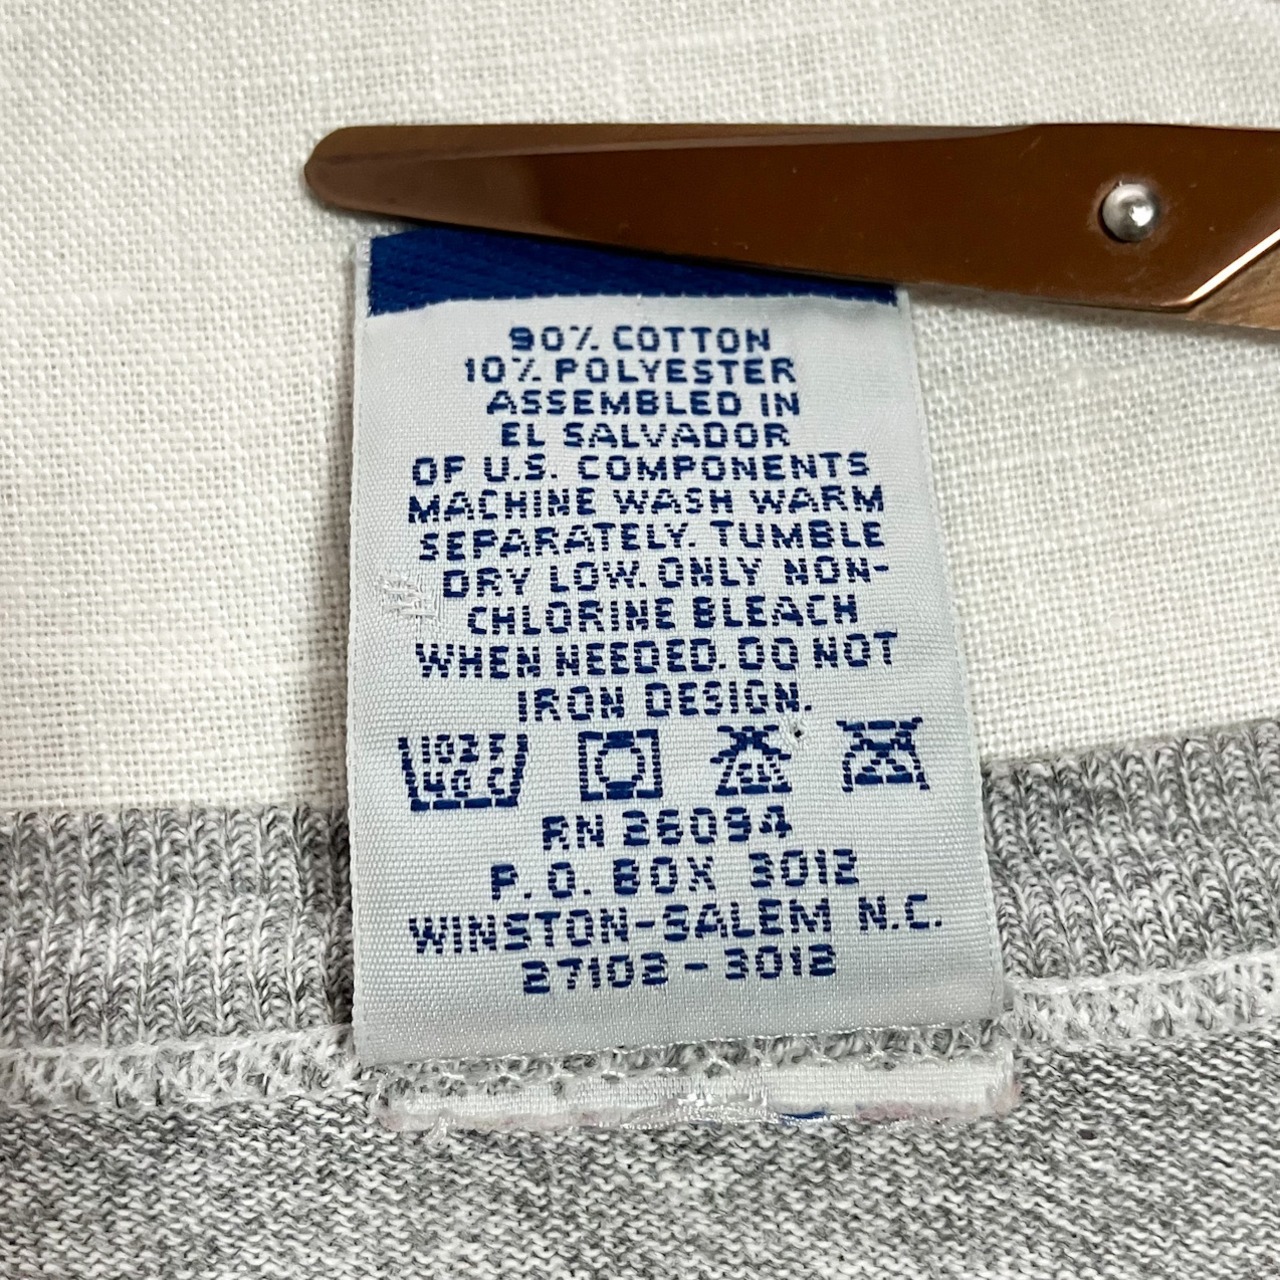 90% COTTON
10% POLYESTER
ASSEMBLED IN
EL SALVADOR
OF U.S. COMPONENTS
MACHINE WASH WARM
SEPARATELY. TUMBLE
DRY LOW. ONLY NON-
CHLORINE BLEACH
WHEN NEEDED. DO NOT
IRON DESIGN.
RN 26094
P.O. BOX 3012
WINSTON-SALEM N.C.
27102 - 3012